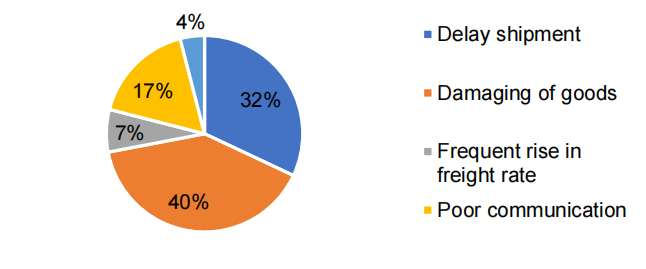 4%
32%
17%
7%
40%
Delay shipment
Damaging of goods
Frequent rise in
freight rate
Poor communication